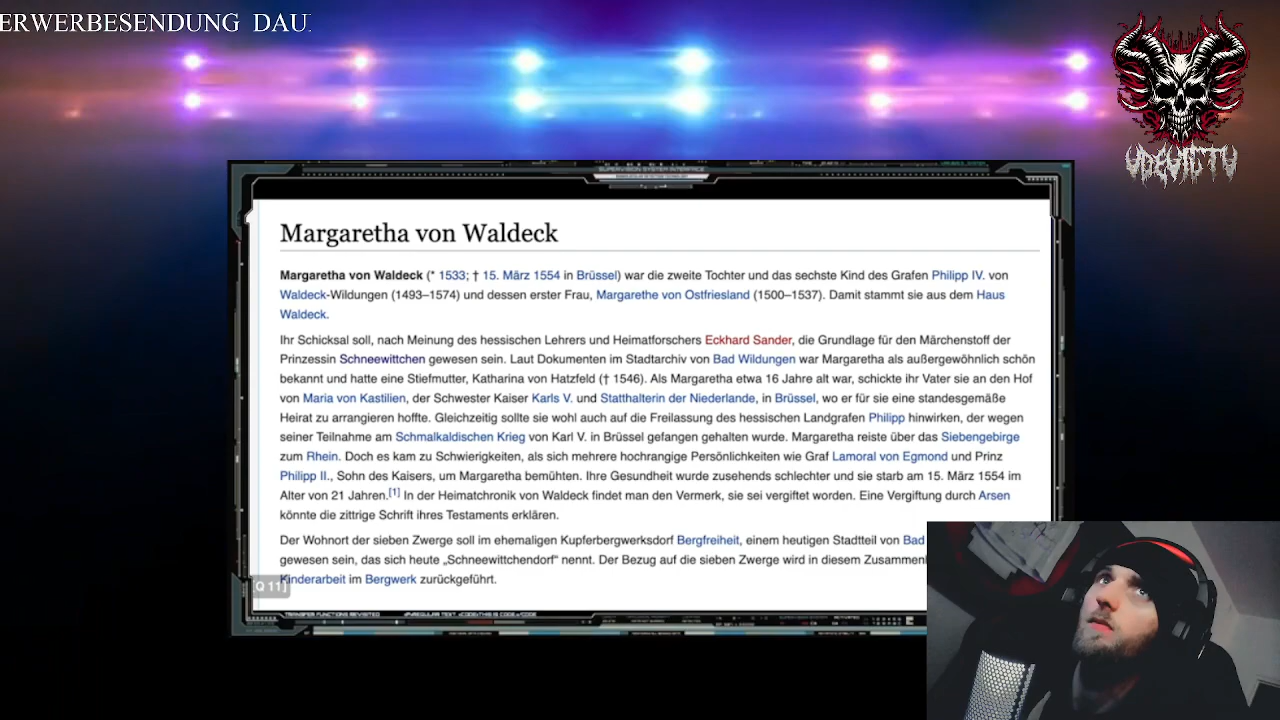 ERWERBESENDUNG DAU
VDEVICTV
SUPERVISION SYSTEM INTERFACE
Margaretha von Waldeck
Margaretha von Waldeck (* 1533; † 15. März 1554 in Brüssel) war die zweite Tochter und das sechste Kind des Grafen Philipp IV. von
Waldeck-Wildungen (1493–1574) und dessen erster Frau, Margarethe von Ostfriesland (1500–1537). Damit stammt sie aus dem Haus
Waldeck.
Ihr Schicksal soll, nach Meinung des hessischen Lehrers und Heimatforschers Eckhard Sander, die Grundlage für den Märchenstoff der
Prinzessin Schneewittchen gewesen sein. Laut Dokumenten im Stadtarchiv von Bad Wildungen war Margaretha als außergewöhnlich schön
bekannt und hatte eine Stiefmutter, Katharina von Hatzfeld († 1546). Als Margaretha etwa 16 Jahre alt war, schickte ihr Vater sie an den Hof
von Maria von Kastilien, der Schwester Kaiser Karls V. und Statthalterin der Niederlande, in Brüssel, wo er für sie eine standesgemäße
Heirat zu arrangieren hoffte. Gleichzeitig sollte sie wohl auch auf die Freilassung des hessischen Landgrafen Philipp hinwirken, der wegen
seiner Teilnahme am Schmalkaldischen Krieg von Karl V. in Brüssel gefangen gehalten wurde. Margaretha reiste über das Siebengebirge
zum Rhein. Doch es kam zu Schwierigkeiten, als sich mehrere hochrangige Persönlichkeiten wie Graf Lamoral von Egmond und Prinz
Philipp II., Sohn des Kaisers, um Margaretha bemühten. Ihre Gesundheit wurde zusehends schlechter und sie starb am 15. März 1554 im
Alter von 21 Jahren.[1] In der Heimatchronik von Waldeck findet man den Vermerk, sie sei vergiftet worden. Eine Vergiftung durch Arsen
könnte die zittrige Schrift ihres Testaments erklären.
Der Wohnort der sieben Zwerge soll im ehemaligen Kupferbergwerksdorf Bergfreiheit, einem heutigen Stadtteil von Bad
gewesen sein, das sich heute „Schneewittchendorf“ nennt. Der Bezug auf die sieben Zwerge wird in diesem Zusammen
Kinderarbeit im Bergwerk zurückgeführt.
[Q 11]
TRANSFER FUNCTIONS REVISITED